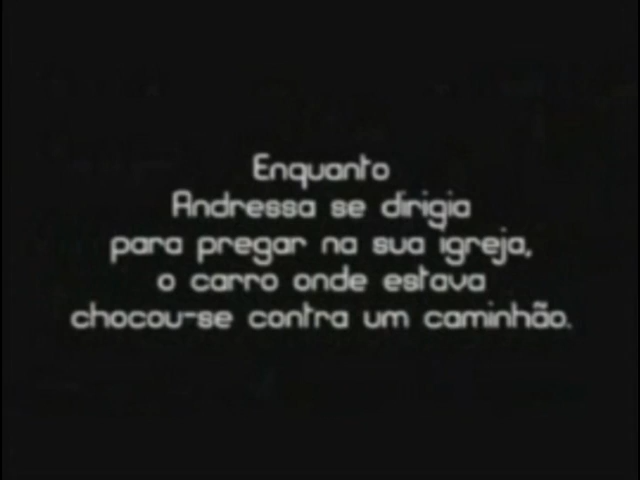 Enquanto
Andressa se dirigia
para pregar na sua igreja,
o carro onde estava
chocou-se contra um caminhão.